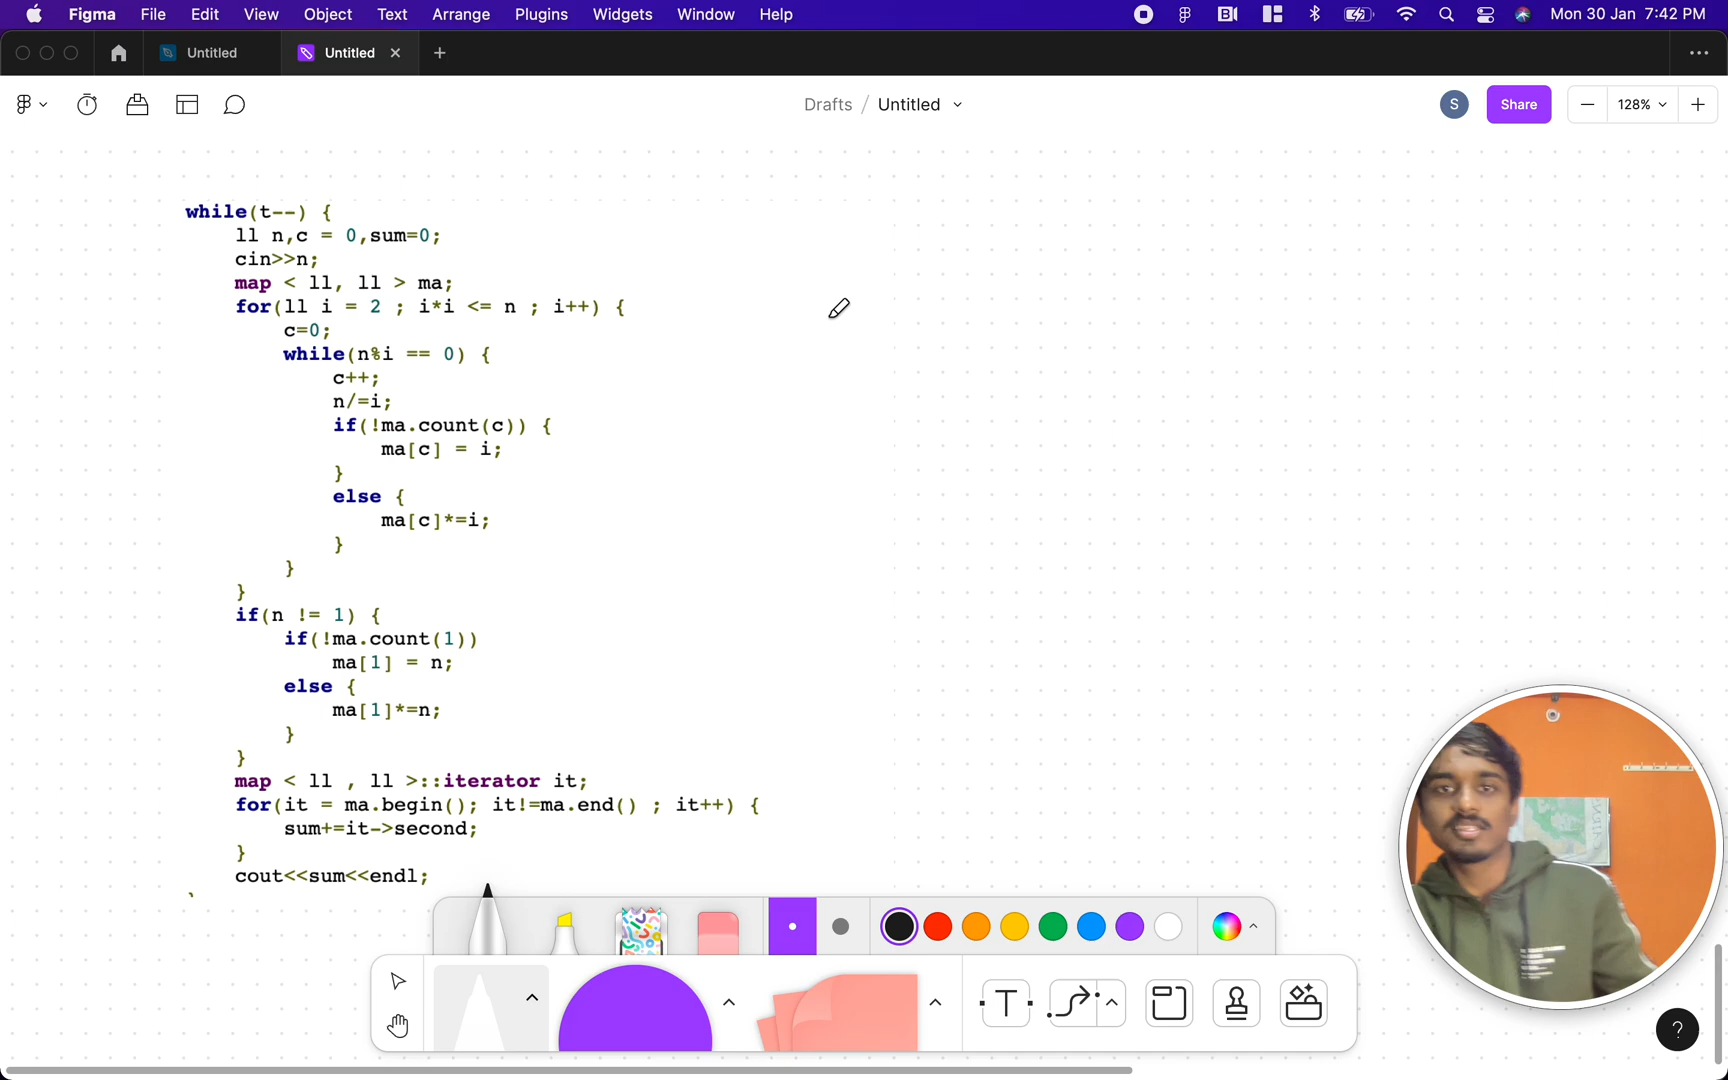 Figma File Edit View Object Text Arrange Plugins Widgets Window Help Mon 30 Jan 7:42 PM
Untitled Untitled
Drafts / Untitled S Share 128%
while(t--) {
ll n,c = 0,sum=0;
cin>>n;
map < ll, ll > ma;
for(ll i = 2 ; i*i <= n ; i++) {
c=0;
while(n%i == 0) {
c++;
n/=i;
if(!ma.count(c)) {
ma[c] = i;
}
else {
ma[c]*=i;
}
}
}
if(n != 1) {
if(!ma.count(1))
ma[1] = n;
else {
ma[1]*=n;
}
}
map < ll , ll >::iterator it;
for(it = ma.begin(); it!=ma.end() ; it++) {
sum+=it->second;
}
cout<<sum<<endl;
T
?